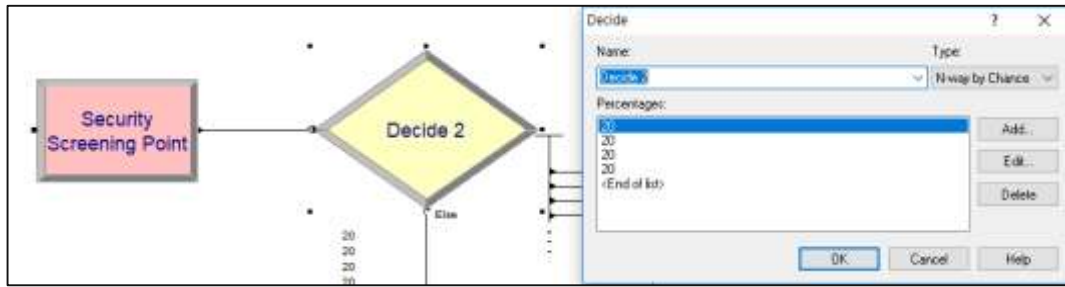 Security
Screening Point
Decide 2
Else
20
20
20
20
Decide
?
Name:
Type:
Decide 2
N-way by Chance
Percentages:
20
20
20
20
<End of list>
Add...
Edit...
Delete
OK
Cancel
Help